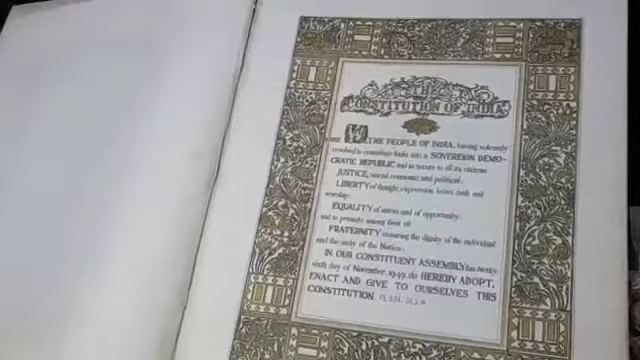 THE
CONSTITUTION OF INDIA
WE, THE PEOPLE OF INDIA, having solemnly
resolved to constitute India into a SOVEREIGN DEMO-
CRATIC REPUBLIC and to secure to all its citizens:
JUSTICE, social, economic and political;
LIBERTY of thought, expression, belief, faith and
worship;
EQUALITY of status and of opportunity;
and to promote among them all
FRATERNITY assuring the dignity of the individual
and the unity of the Nation;
IN OUR CONSTITUENT ASSEMBLY this twenty
sixth day of November, 1949, do HEREBY ADOPT,
ENACT AND GIVE TO OURSELVES THIS
CONSTITUTION.